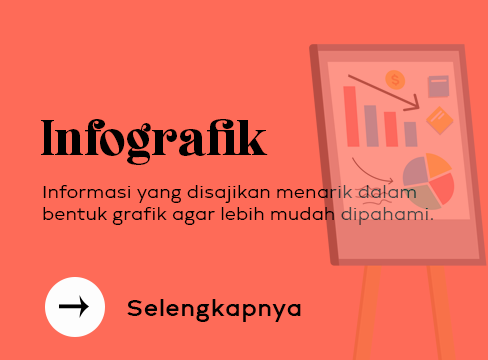 Infografik
Informasi yang disajikan menarik dalam
bentuk grafik agar lebih mudah dipahami.
Selengkapnya